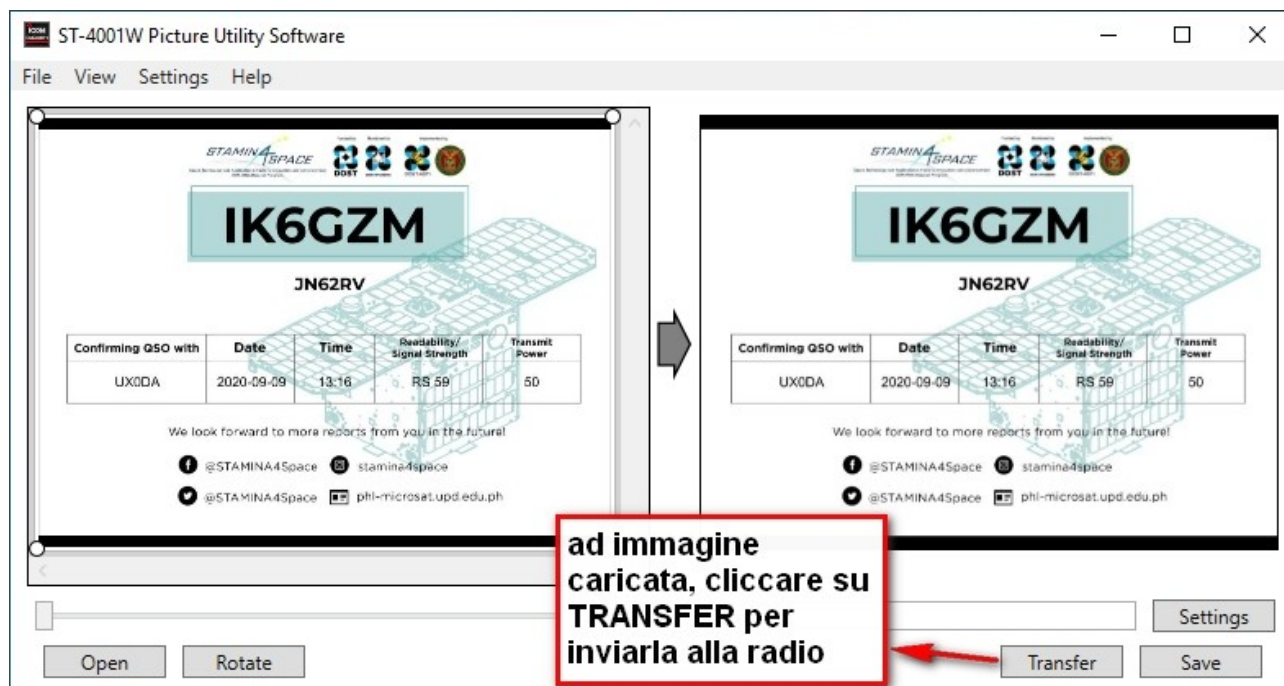 ST-4001W Picture Utility Software
File View Settings Help
STAMINA4SPACE
DOST
IK6GZM
JN62RV
Confirming QSO with Date Time Readability/ Signal Strength Transmit Power
UX0DA 2020-09-09 13:16 RS 59 50
We look forward to more reports from you in the future!
@STAMINA4Space stamina4space
@STAMINA4Space phl-microsat.upd.edu.ph
STAMINA4SPACE
DOST
IK6GZM
JN62RV
Confirming QSO with Date Time Readability/ Signal Strength Transmit Power
UX0DA 2020-09-09 13:16 RS 59 50
We look forward to more reports from you in the future!
@STAMINA4Space stamina4space
@STAMINA4Space phl-microsat.upd.edu.ph
ad immagine
caricata, cliccare su
TRANSFER per
inviarla alla radio
Settings
Open Rotate Transfer Save